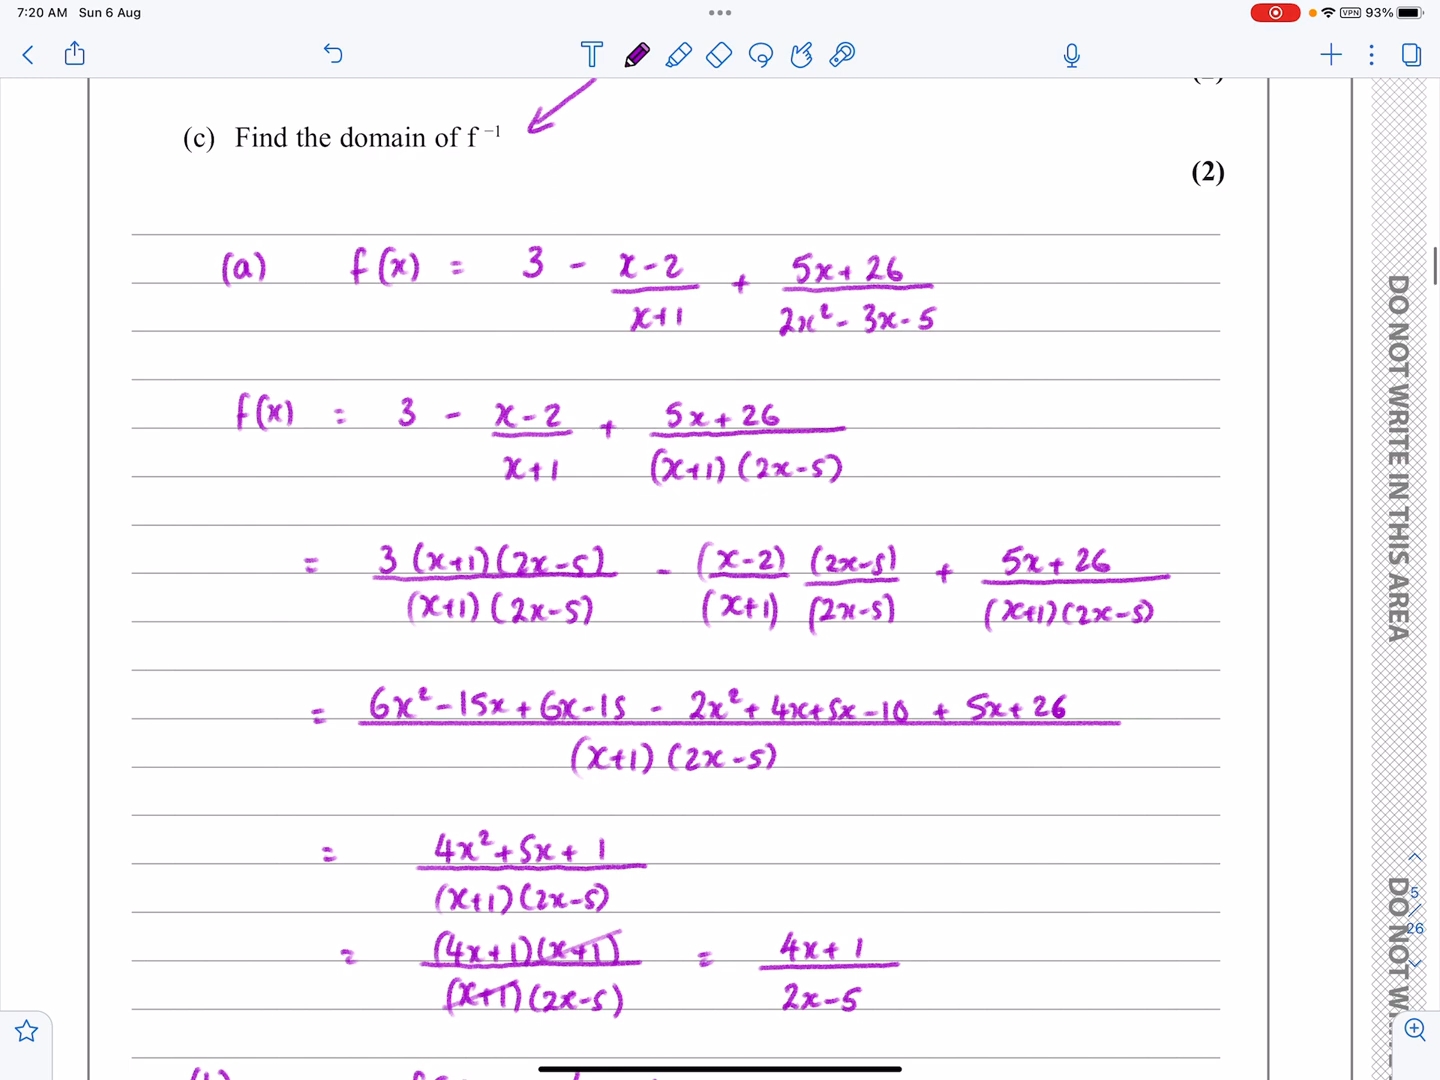 7:20 AM Sun 6 Aug
VPN 93%
(c) Find the domain of f⁻¹
(2)
(a) f(x) = 3 - (x-2)/(x+1) + (5x+26)/(2x²-3x-5)
f(x) = 3 - (x-2)/(x+1) + (5x+26)/((x+1)(2x-5))
= 3(x+1)(2x-5)/((x+1)(2x-5)) - (x-2)(2x-5)/((x+1)(2x-5)) + (5x+26)/((x+1)(2x-5))
= (6x²-15x+6x-15 - 2x²+4x+5x-10 + 5x+26)/((x+1)(2x-5))
= (4x²+5x+1)/((x+1)(2x-5))
= (4x+1)(x+1)/((x+1)(2x-5)) = (4x+1)/(2x-5)
DO NOT WRITE IN THIS AREA
DO NOT W
5
/
26